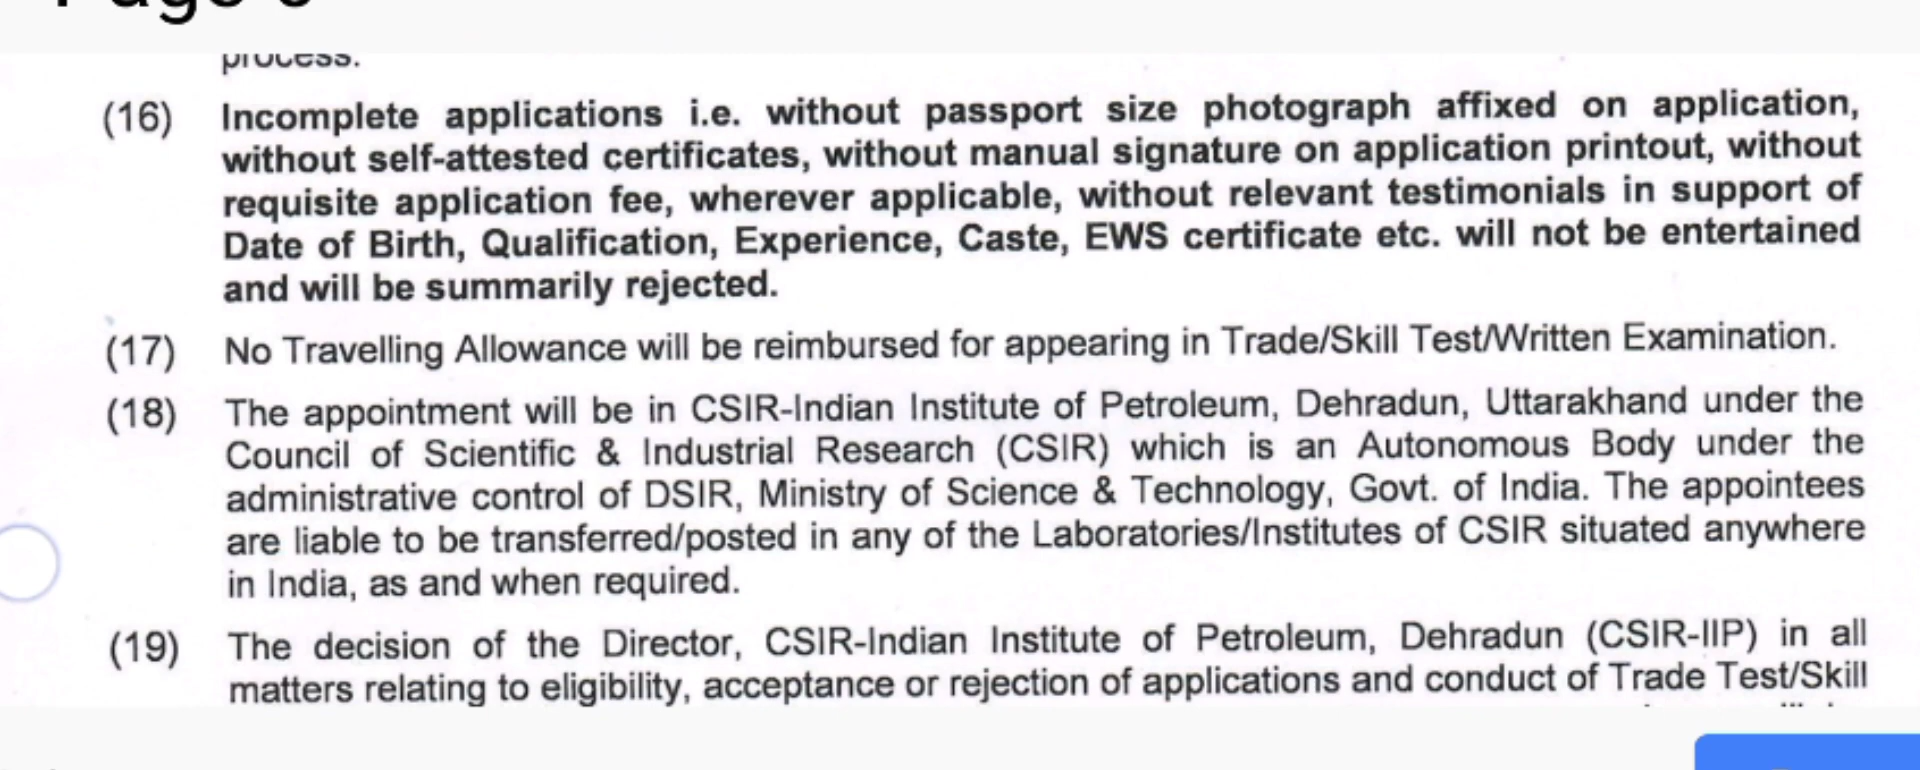 process.
(16) Incomplete applications i.e. without passport size photograph affixed on application,
without self-attested certificates, without manual signature on application printout, without
requisite application fee, wherever applicable, without relevant testimonials in support of
Date of Birth, Qualification, Experience, Caste, EWS certificate etc. will not be entertained
and will be summarily rejected.
(17) No Travelling Allowance will be reimbursed for appearing in Trade/Skill Test/Written Examination.
(18) The appointment will be in CSIR-Indian Institute of Petroleum, Dehradun, Uttarakhand under the
Council of Scientific & Industrial Research (CSIR) which is an Autonomous Body under the
administrative control of DSIR, Ministry of Science & Technology, Govt. of India. The appointees
are liable to be transferred/posted in any of the Laboratories/Institutes of CSIR situated anywhere
in India, as and when required.
(19) The decision of the Director, CSIR-Indian Institute of Petroleum, Dehradun (CSIR-IIP) in all
matters relating to eligibility, acceptance or rejection of applications and conduct of Trade Test/Skill